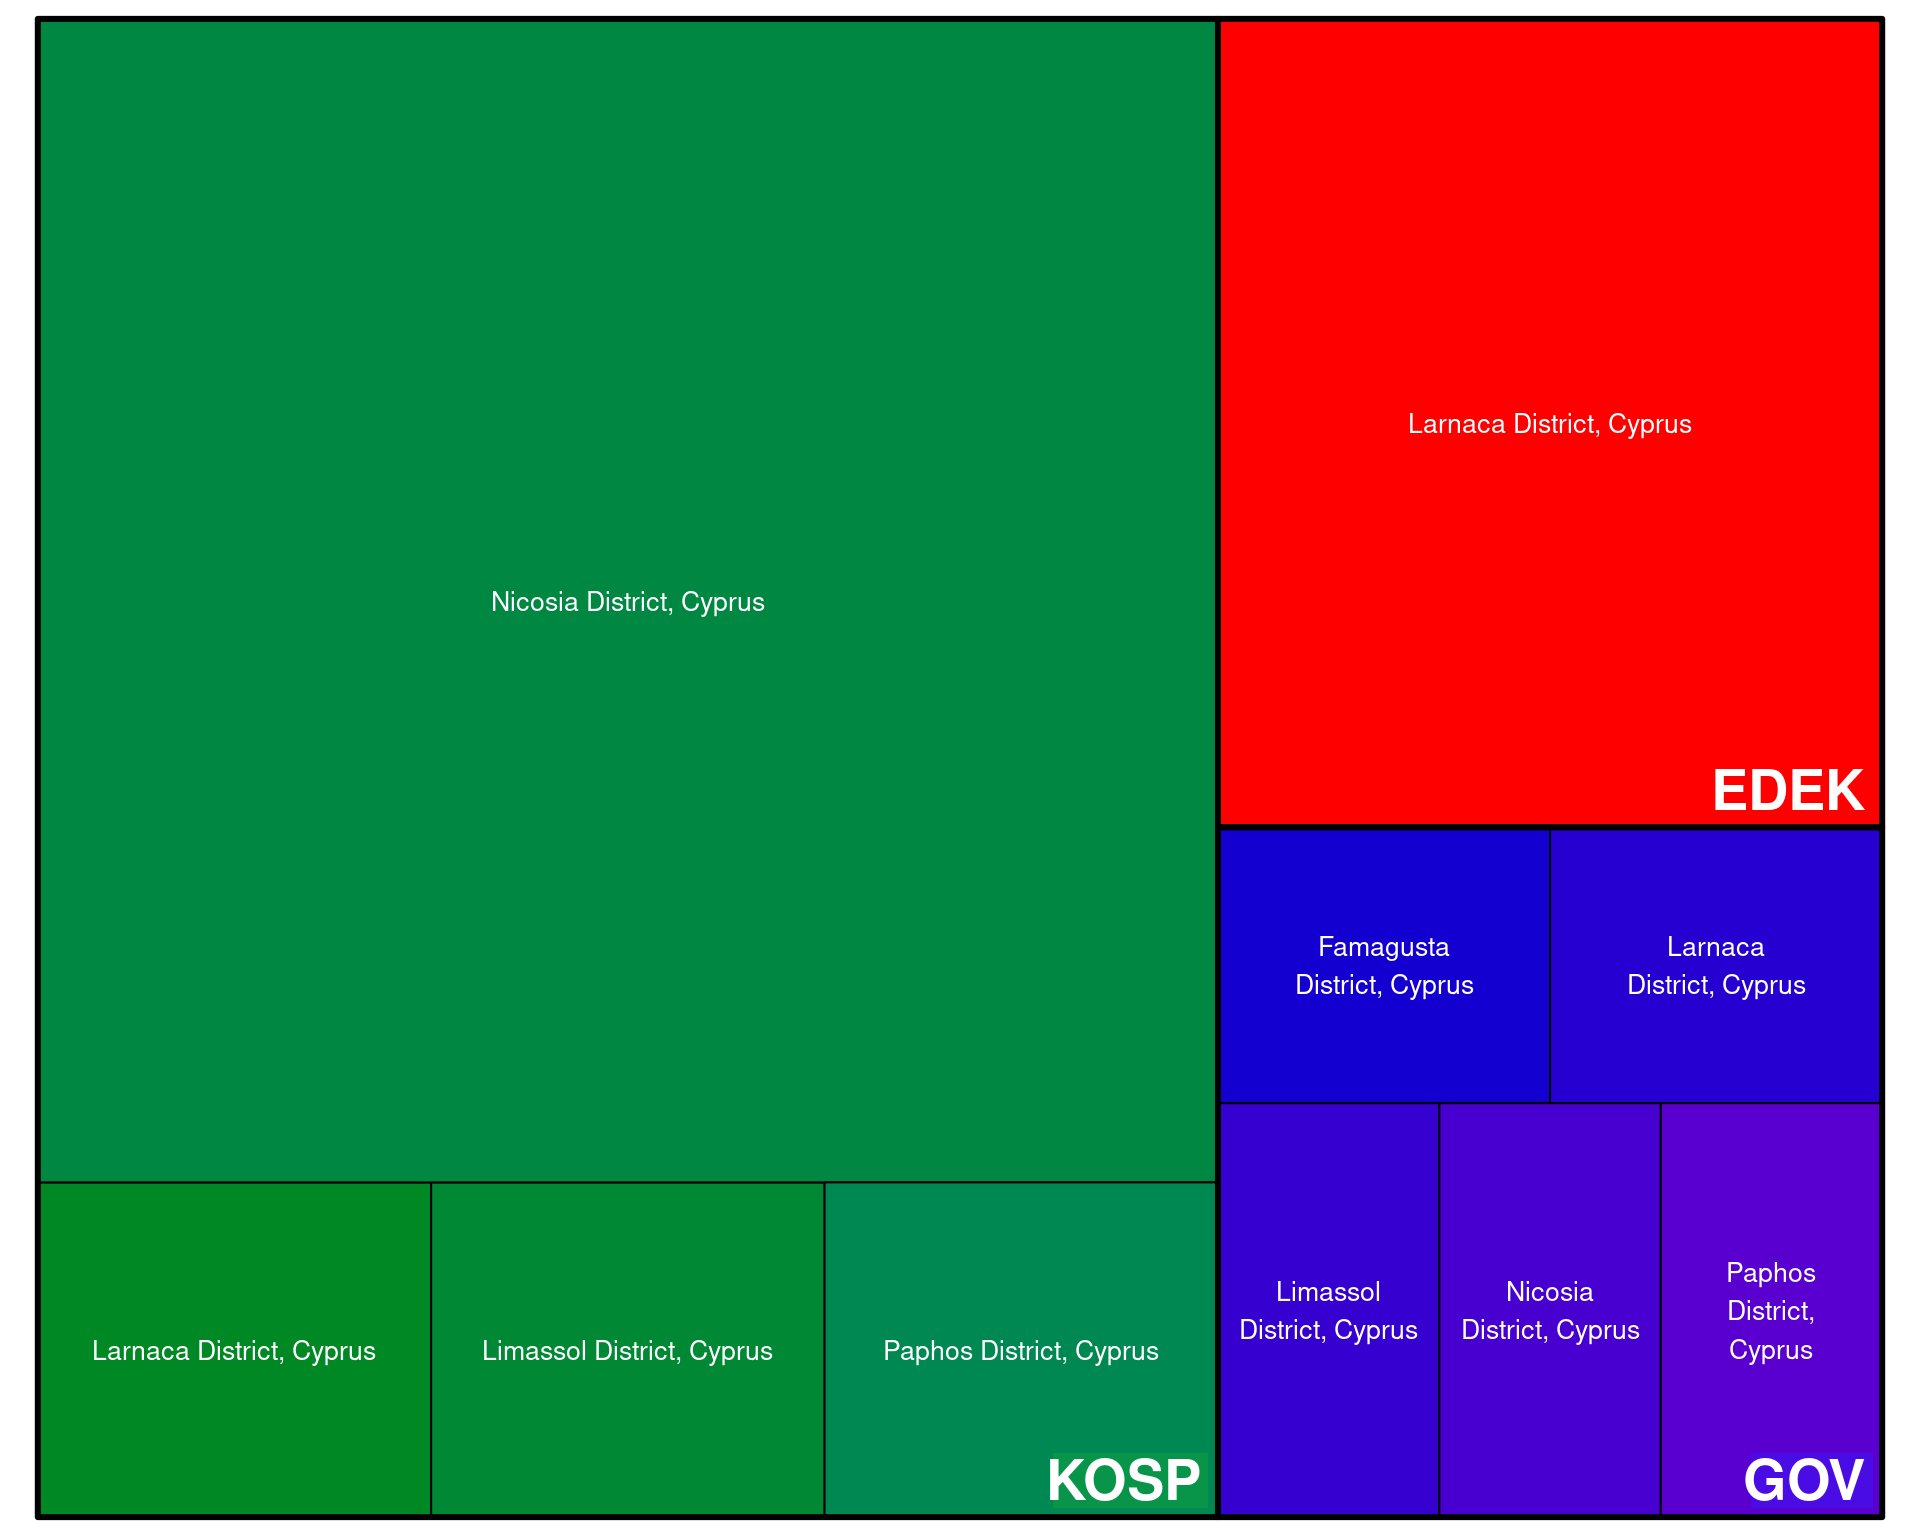 Nicosia District, Cyprus
Larnaca District, Cyprus
Limassol District, Cyprus
Paphos District, Cyprus
KOSP
Larnaca District, Cyprus
EDEK
Famagusta
District, Cyprus
Larnaca
District, Cyprus
Limassol
District, Cyprus
Nicosia
District, Cyprus
Paphos
District,
Cyprus
GOV